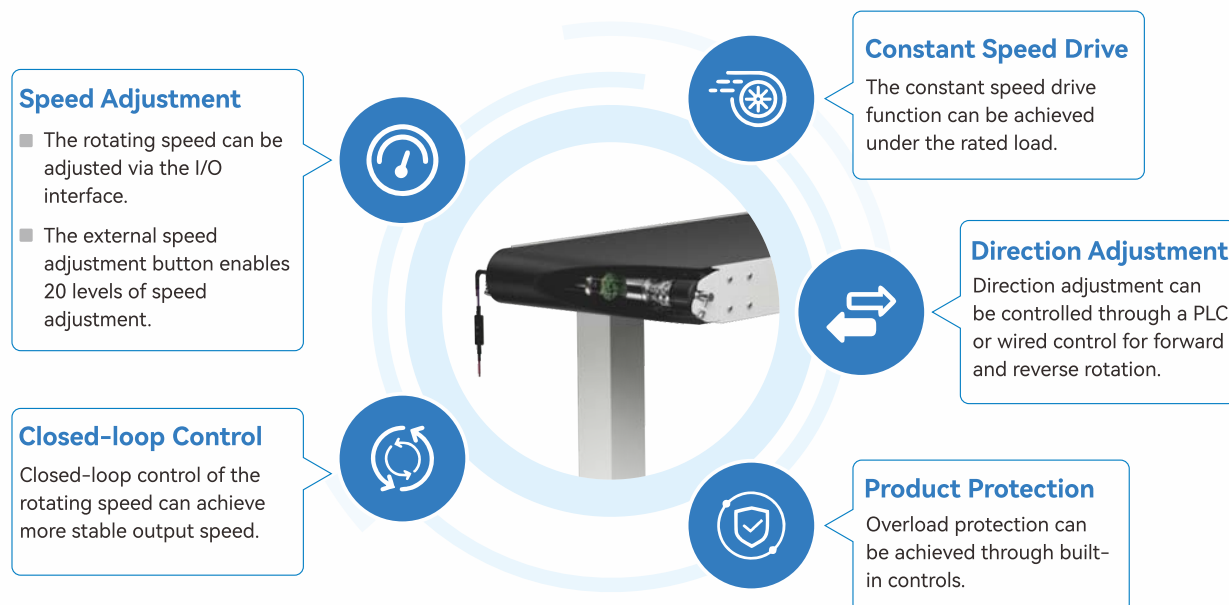 Speed Adjustment
The rotating speed can be
adjusted via the I/O
interface.
The external speed
adjustment button enables
20 levels of speed
adjustment.
Closed-loop Control
Closed-loop control of the
rotating speed can achieve
more stable output speed.
Constant Speed Drive
The constant speed drive
function can be achieved
under the rated load.
Direction Adjustment
Direction adjustment can
be controlled through a PLC
or wired control for forward
and reverse rotation.
Product Protection
Overload protection can
be achieved through built-
in controls.